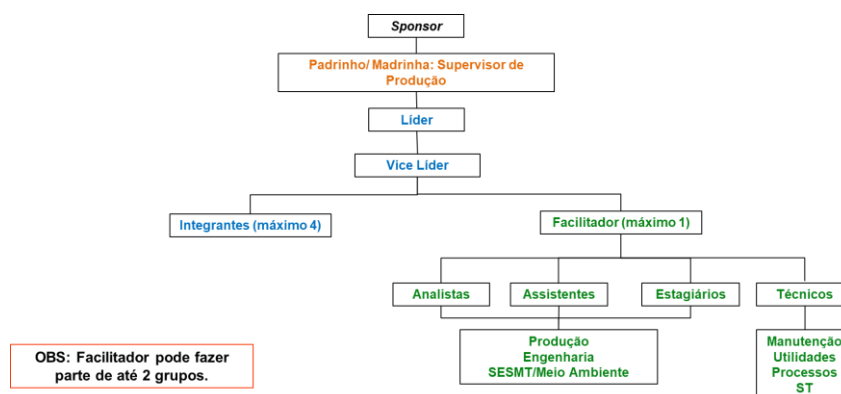 Sponsor
Padrinho/ Madrinha: Supervisor de
Produção
Líder
Vice Líder
Integrantes (máximo 4)
Facilitador (máximo 1)
Analistas
Assistentes
Estagiários
Técnicos
Produção
Engenharia
SESMT/Meio Ambiente
Manutenção
Utilidades
Processos
ST
OBS: Facilitador pode fazer
parte de até 2 grupos.